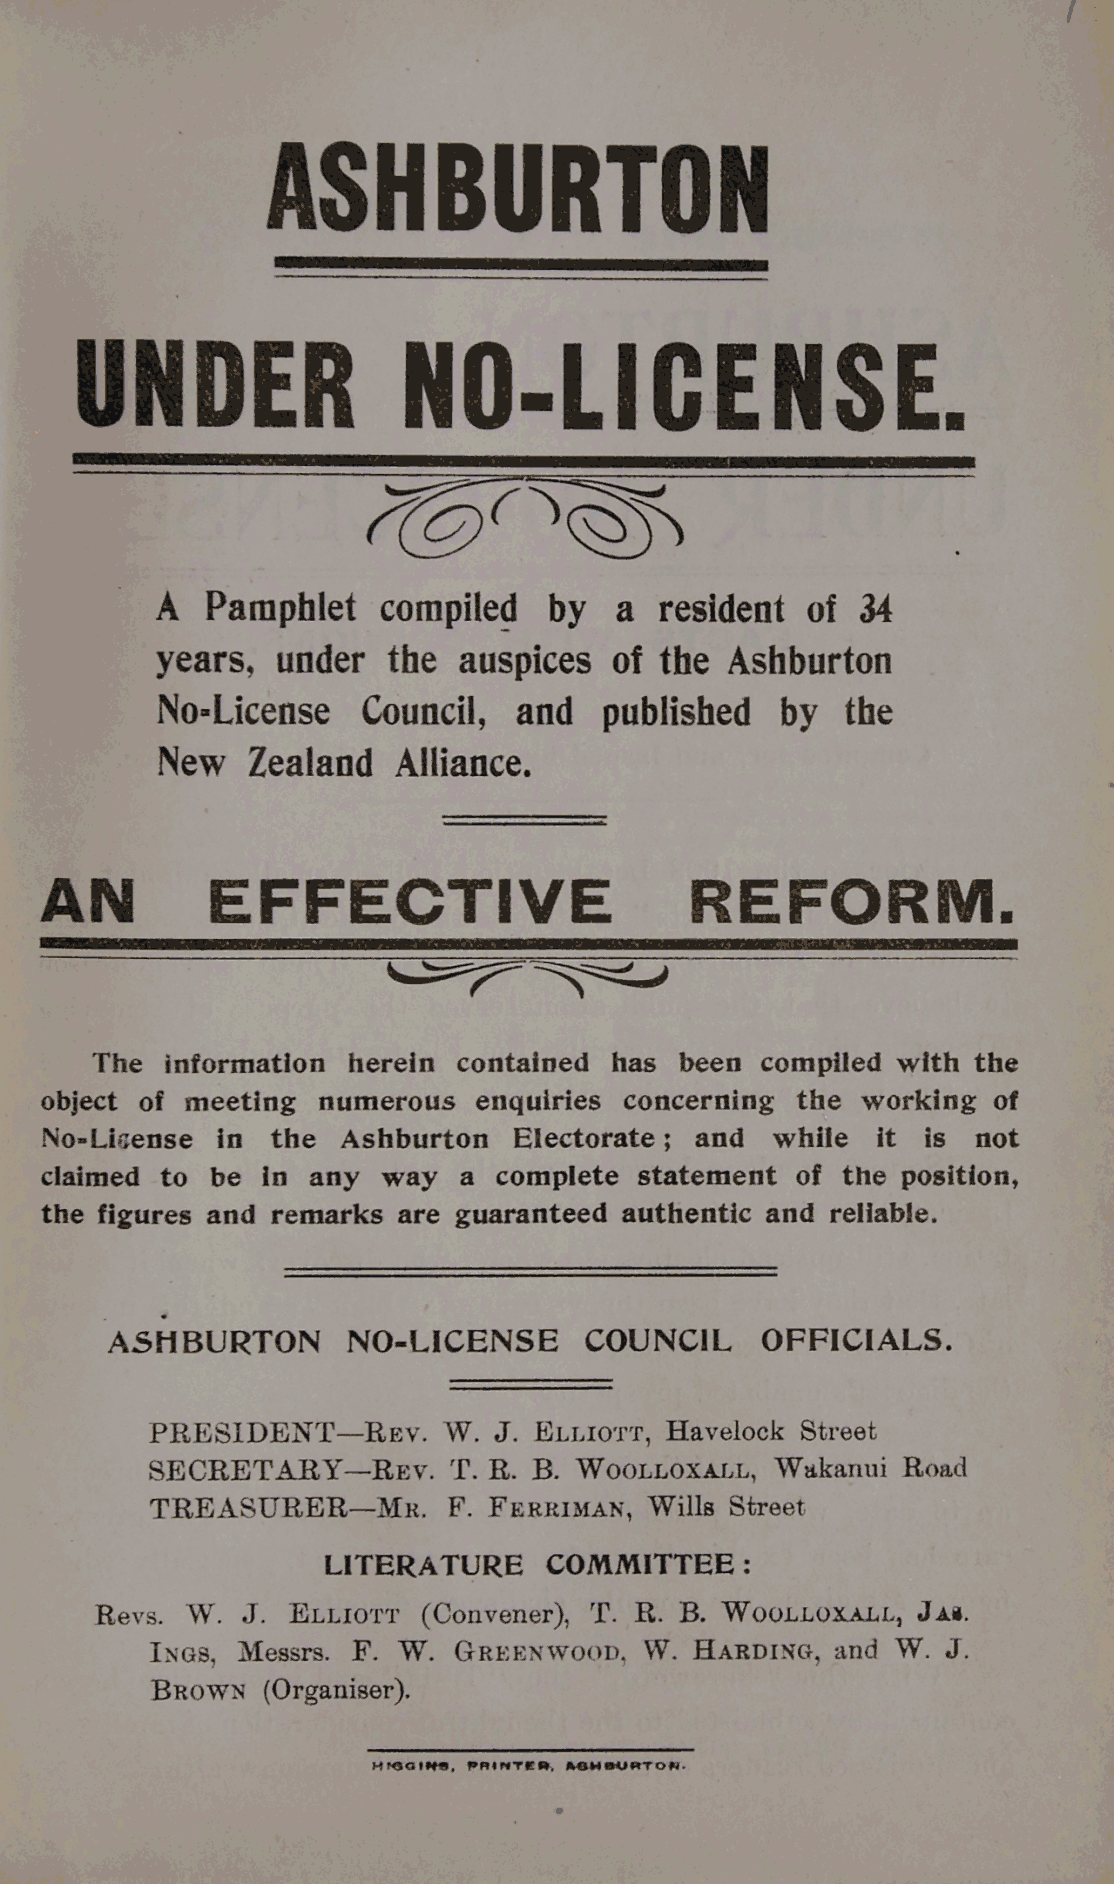 ASHBURTON
UNDER NO-LICENSE.
A Pamphlet compiled by a resident of 34
years, under the auspices of the Ashburton
No-License Council, and published by the
New Zealand Alliance.
AN EFFECTIVE REFORM.
The information herein contained has been compiled with the
object of meeting numerous enquiries concerning the working of
No-License in the Ashburton Electorate; and while it is not
claimed to be in any way a complete statement of the position,
the figures and remarks are guaranteed authentic and reliable.
ASHBURTON NO-LICENSE COUNCIL OFFICIALS.
PRESIDENT—REV. W. J. ELLIOTT, Havelock Street
SECRETARY—REV. T. R. B. WOOLLOXALL, Wakanui Road
TREASURER—MR. F. FERRIMAN, Wills Street
LITERATURE COMMITTEE:
Revs. W. J. ELLIOTT (Convener), T. R. B. WOOLLOXALL, JAS.
INGS, Messrs. F. W. GREENWOOD, W. HARDING, and W. J.
BROWN (Organiser).
HIGGINS, PRINTER, ASHBURTON.